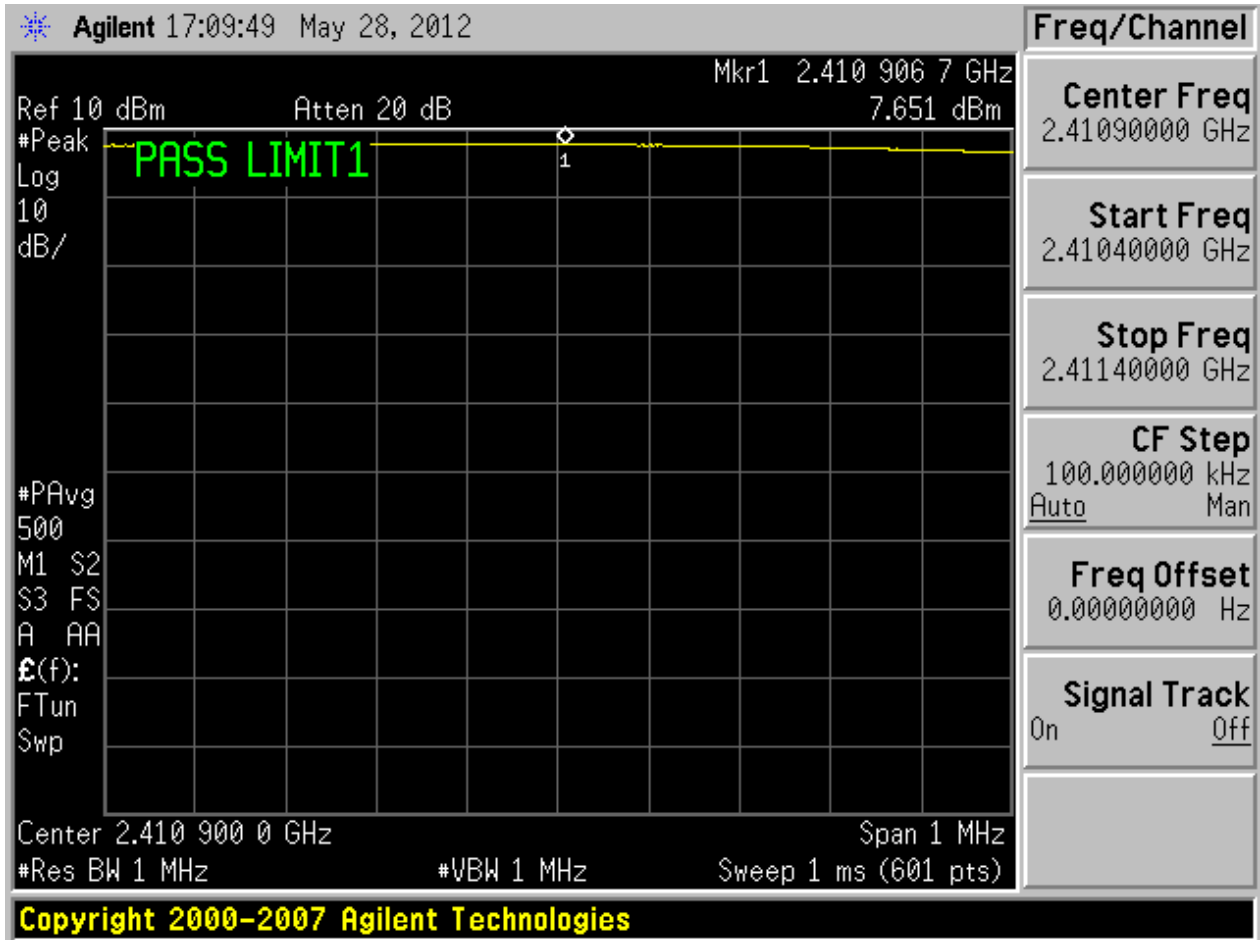 Agilent 17:09:49 May 28, 2012
Mkr1 2.410 906 7 GHz
Ref 10 dBm Atten 20 dB 7.651 dBm
#Peak
Log
10
dB/
PASS LIMIT1
1
#PAvg
500
M1 S2
S3 FS
A AA
£(f):
FTun
Swp
Center 2.410 900 0 GHz Span 1 MHz
#Res BW 1 MHz #VBW 1 MHz Sweep 1 ms (601 pts)
Copyright 2000-2007 Agilent Technologies
Freq/Channel
Center Freq
2.41090000 GHz
Start Freq
2.41040000 GHz
Stop Freq
2.41140000 GHz
CF Step
100.000000 kHz
Auto Man
Freq Offset
0.00000000 Hz
Signal Track
On Off